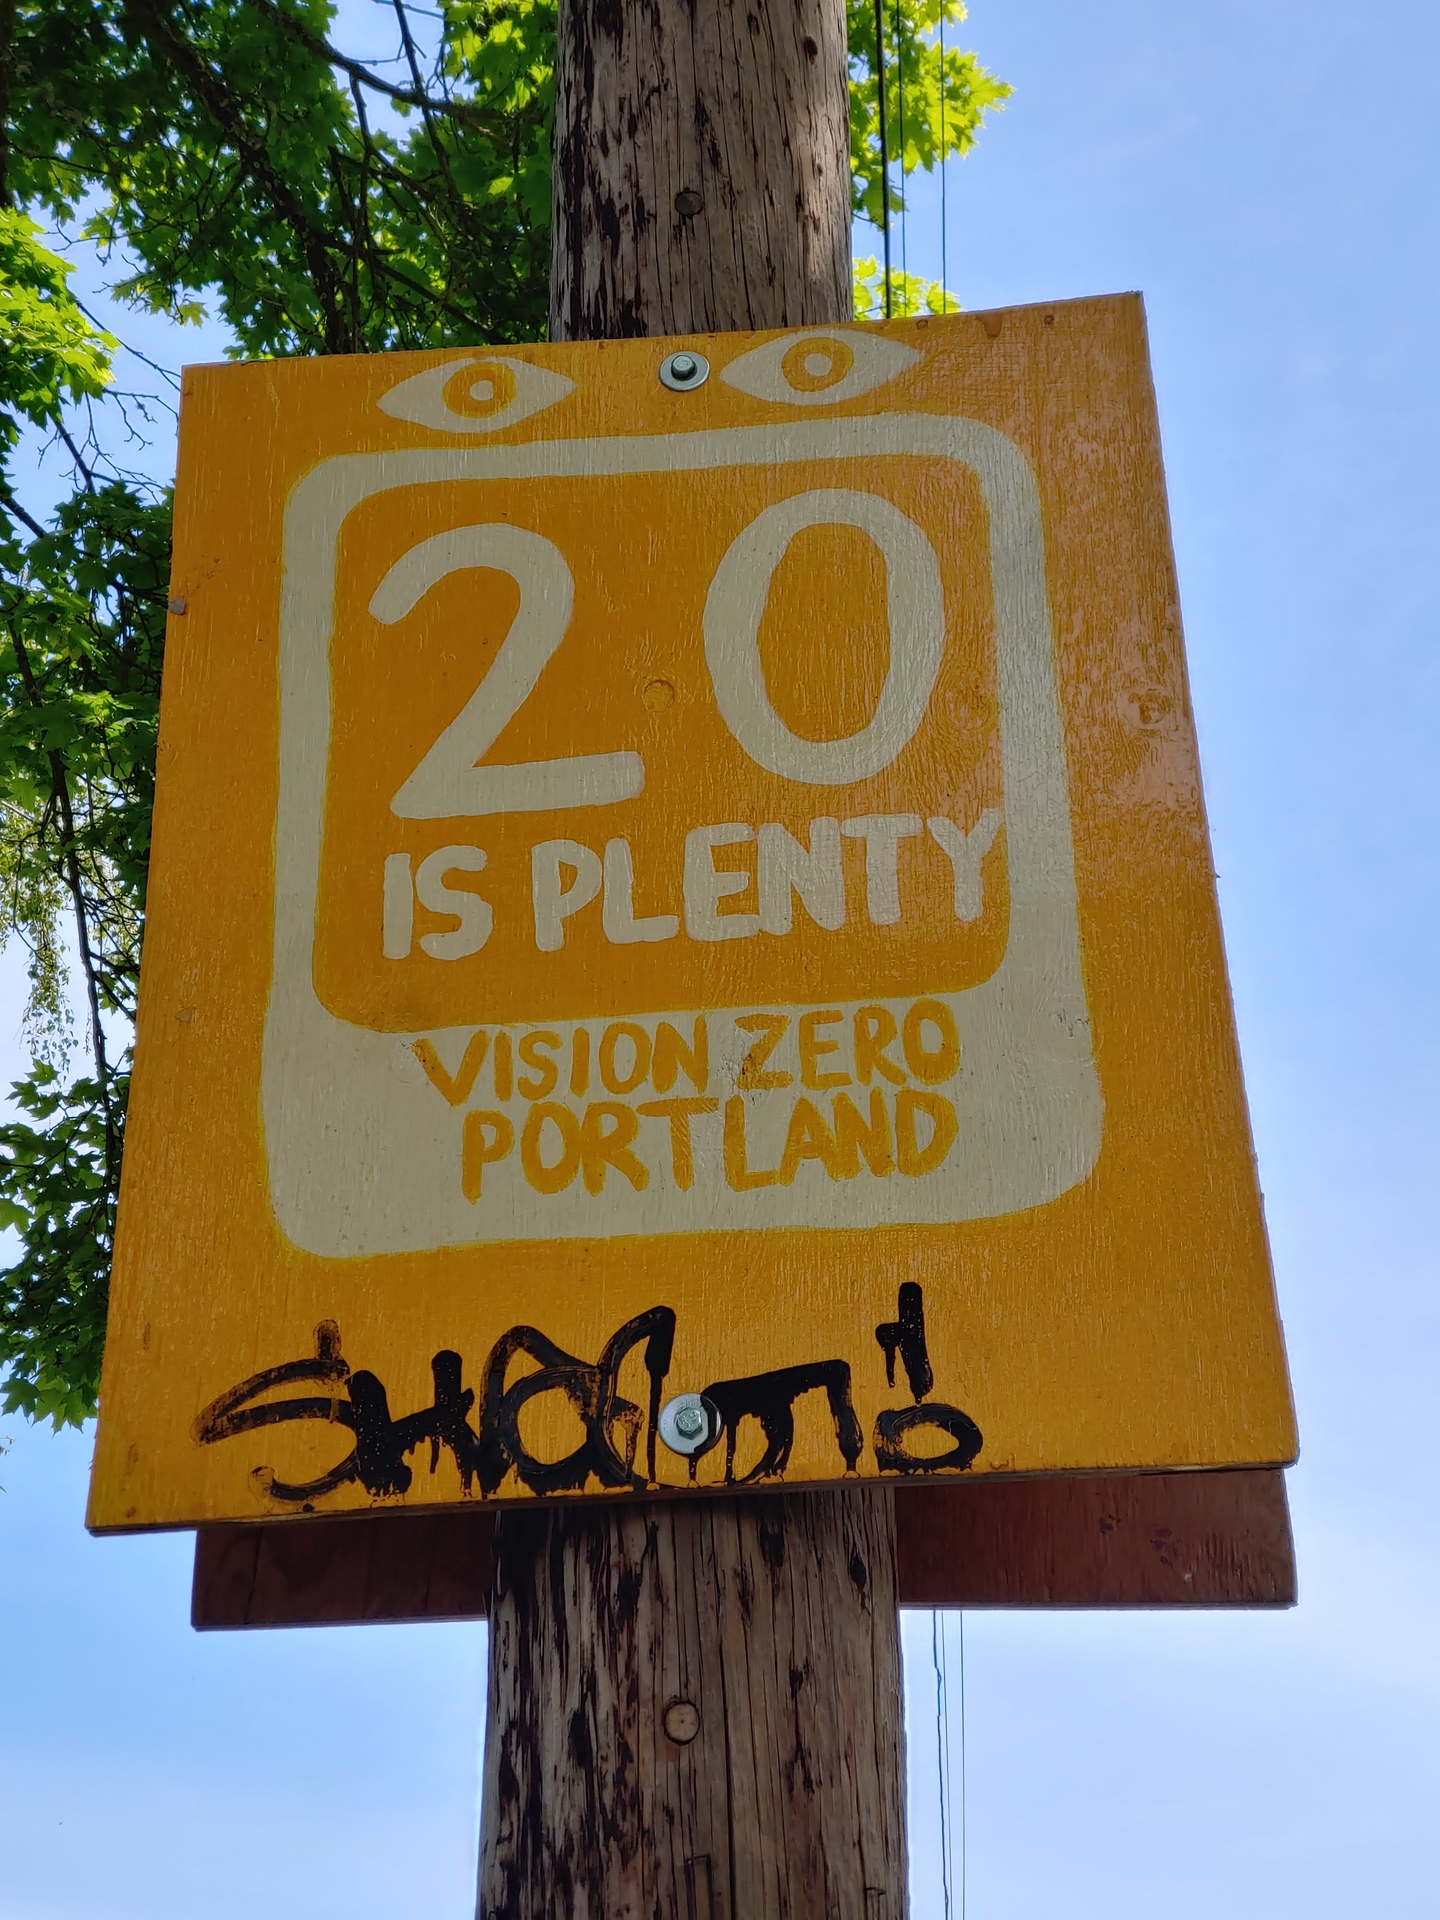 20
IS PLENTY
VISION ZERO
PORTLAND